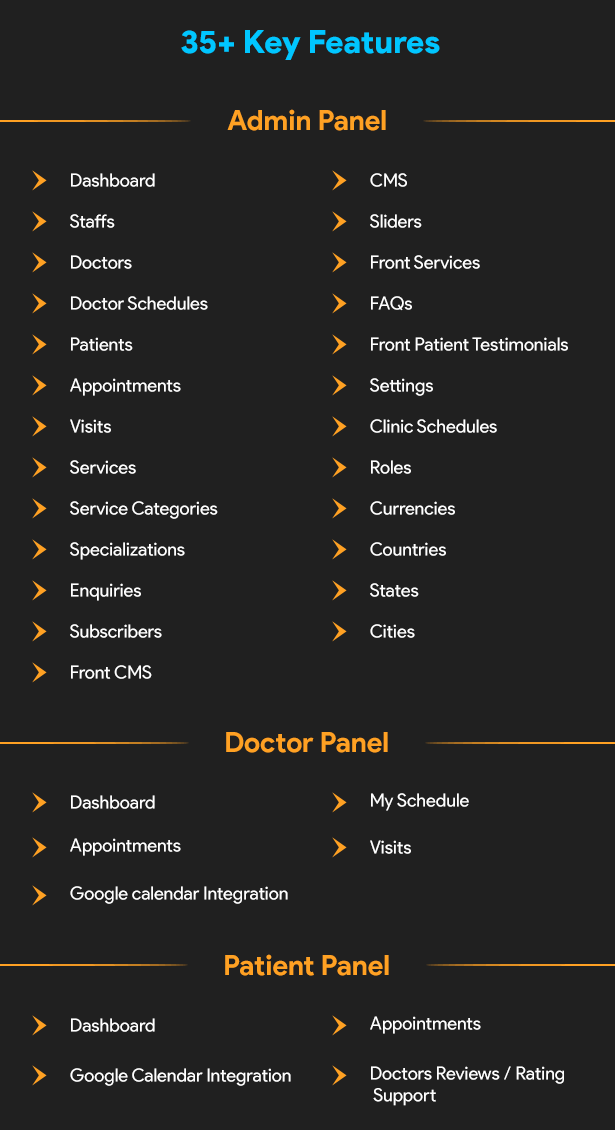 35+ Key Features
Admin Panel
Dashboard
Staffs
Doctors
Doctor Schedules
Patients
Appointments
Visits
Services
Service Categories
Specializations
Enquiries
Subscribers
Front CMS
CMS
Sliders
Front Services
FAQs
Front Patient Testimonials
Settings
Clinic Schedules
Roles
Currencies
Countries
States
Cities
Doctor Panel
Dashboard
Appointments
Google calendar Integration
My Schedule
Visits
Patient Panel
Dashboard
Google Calendar Integration
Appointments
Doctors Reviews / Rating
Support